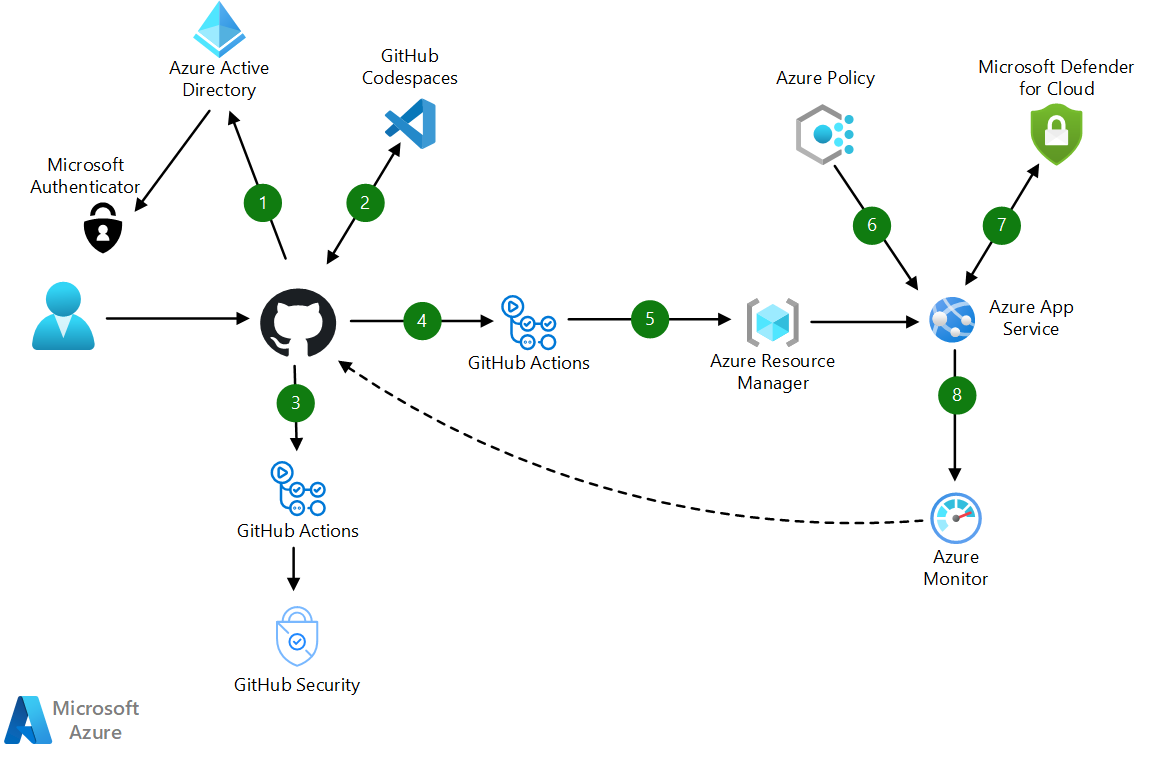 Azure Active
Directory
GitHub
Codespaces
Azure Policy
Microsoft Defender
for Cloud
Microsoft
Authenticator
1
2
6
7
4
5
GitHub Actions
Azure Resource
Manager
Azure App
Service
3
8
GitHub Actions
Azure
Monitor
GitHub Security
Microsoft
Azure